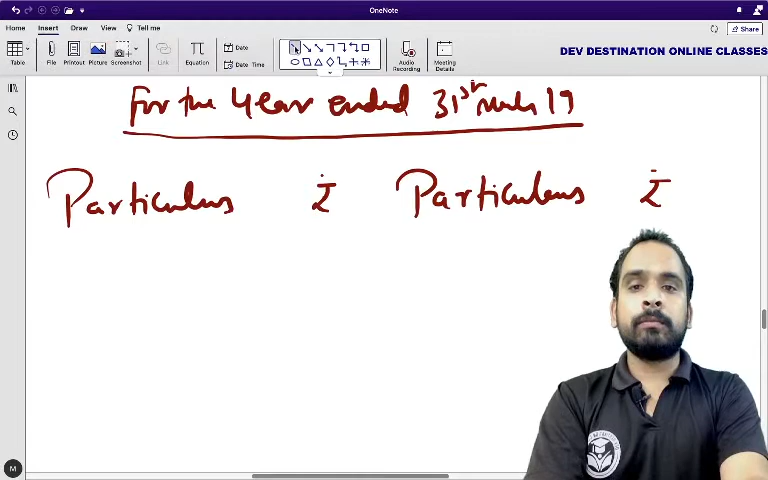 OneNote
Home Insert Draw View Tell me
Share
Table File Printout Picture Screenshot Link Equation Date Date Time Audio Recording Meeting Details
DEV DESTINATION ONLINE CLASSES
For the Year ended 31st March 19
Particulars ₹ Particulars ₹
M